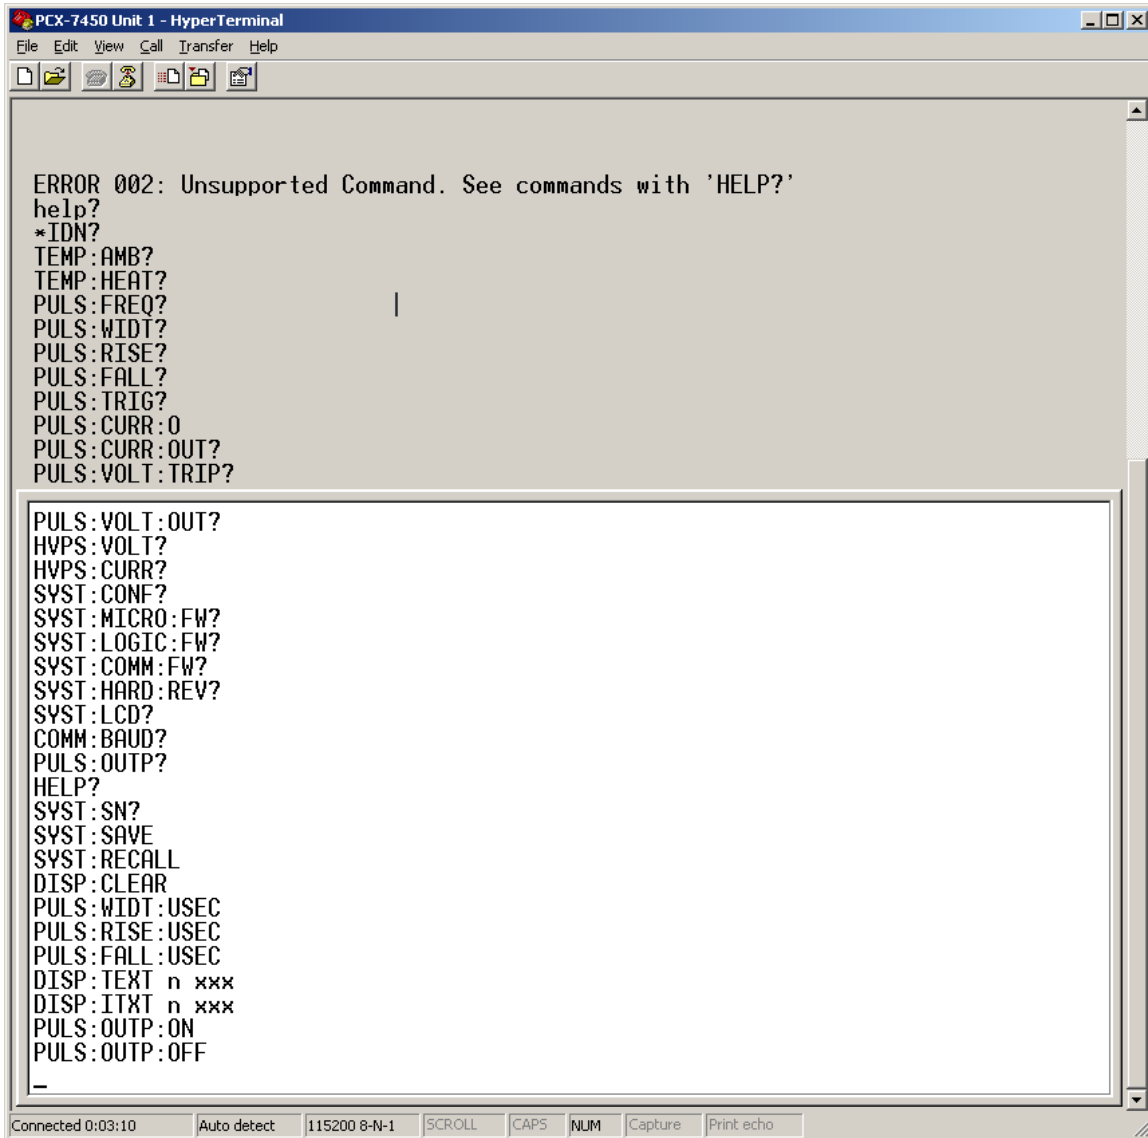 PCX-7450 Unit 1 - HyperTerminal
File Edit View Call Transfer Help
ERROR 002: Unsupported Command. See commands with 'HELP?'
help?
*IDN?
TEMP:AMB?
TEMP:HEAT?
PULS:FREQ?
PULS:WIDT?
PULS:RISE?
PULS:FALL?
PULS:TRIG?
PULS:CURR:O
PULS:CURR:OUT?
PULS:VOLT:TRIP?
PULS:VOLT:OUT?
HVPS:VOLT?
HVPS:CURR?
SYST:CONF?
SYST:MICRO:FW?
SYST:LOGIC:FW?
SYST:COMM:FW?
SYST:HARD:REV?
SYST:LCD?
COMM:BAUD?
PULS:OUTP?
HELP?
SYST:SN?
SYST:SAVE
SYST:RECALL
DISP:CLEAR
PULS:WIDT:USEC
PULS:RISE:USEC
PULS:FALL:USEC
DISP:TEXT n xxx
DISP:ITXT n xxx
PULS:OUTP:ON
PULS:OUTP:OFF
_
Connected 0:03:10 Auto detect 115200 8-N-1 SCROLL CAPS NUM Capture Print echo